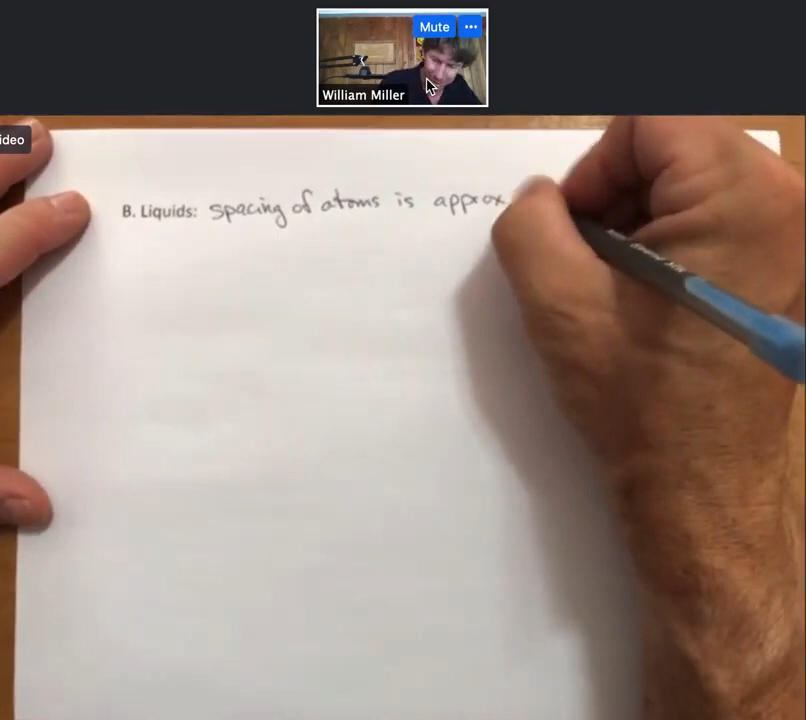 Mute ...
William Miller
ideo
B. Liquids: spacing of atoms is approx.